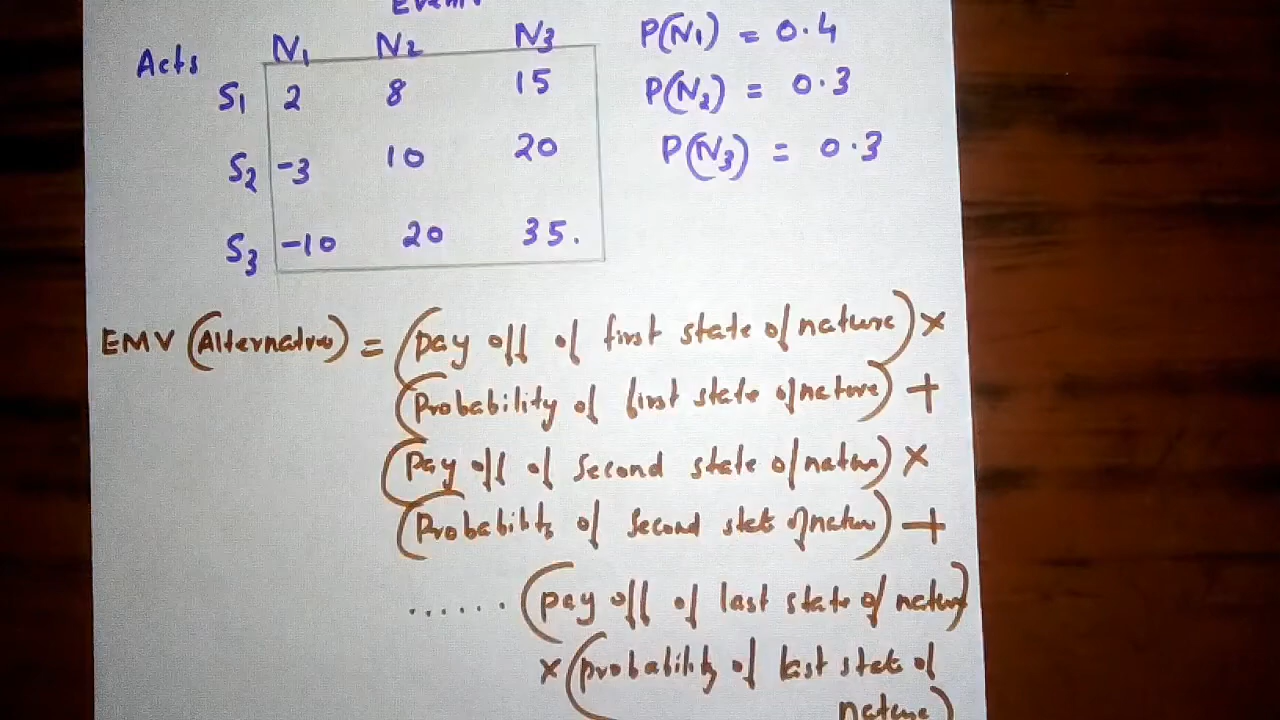 Events
N1 N2 N3 P(N1) = 0.4
Acts
S1 2 8 15 P(N2) = 0.3
S2 -3 10 20 P(N3) = 0.3
S3 -10 20 35.
EMV (Alternatives) = (pay off of first state of nature) ×
(Probability of first state of nature) +
(Pay off of second state of nature) ×
(Probability of second state of nature) +
...... (pay off of last state of nature)
× (probability of last state of
nature)